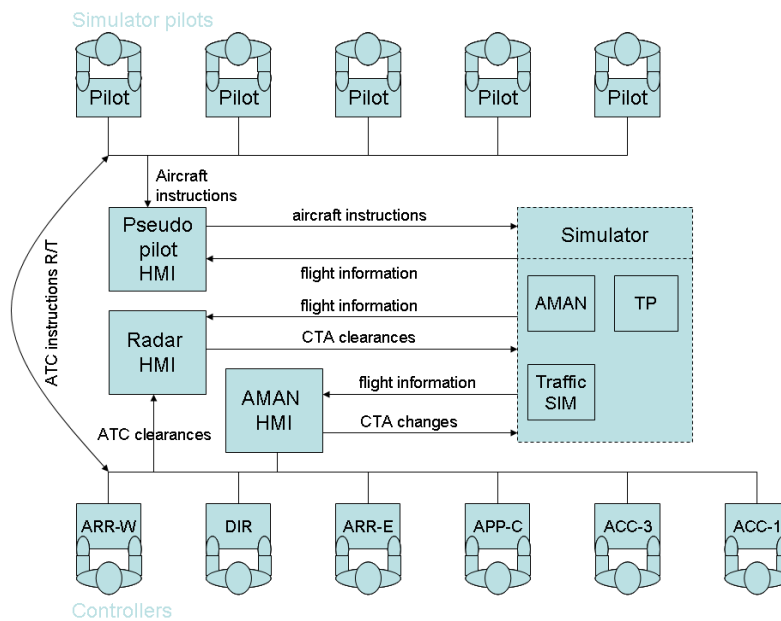 Simulator pilots
Pilot
Pilot
Pilot
Pilot
Pilot
Aircraft
instructions
Pseudo
pilot
HMI
aircraft instructions
flight information
Simulator
AMAN
TP
Traffic
SIM
flight information
CTA clearances
Radar
HMI
flight information
CTA changes
AMAN
HMI
ATC instructions R/T
ATC clearances
ARR-W
DIR
ARR-E
APP-C
ACC-3
ACC-1
Controllers